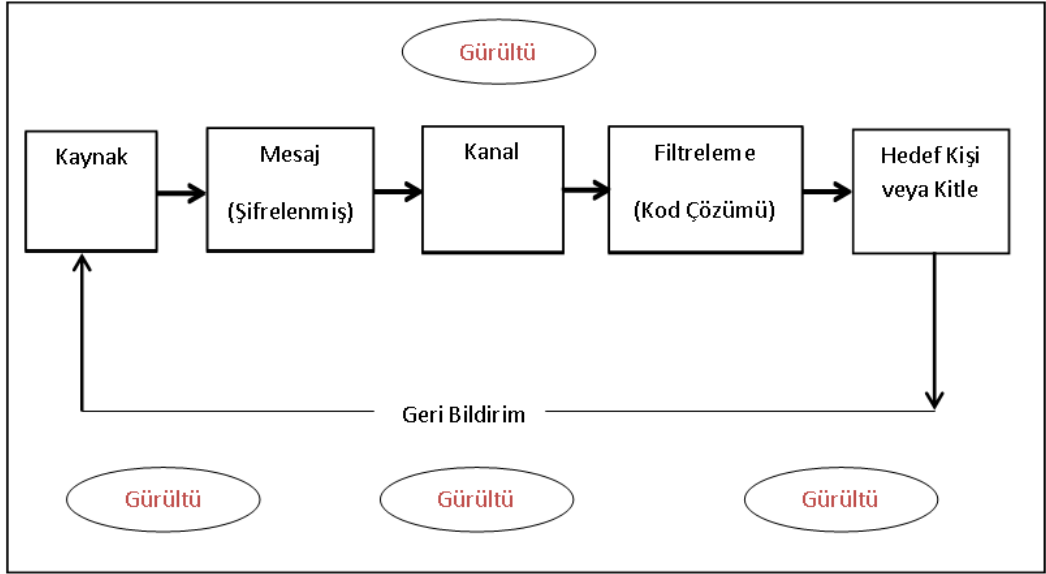 Gürültü
Kaynak
Mesaj
(Şifrelenmiş)
Kanal
Filtreleme
(Kod Çözümü)
Hedef Kişi
veya Kitle
Geri Bildirim
Gürültü
Gürültü
Gürültü